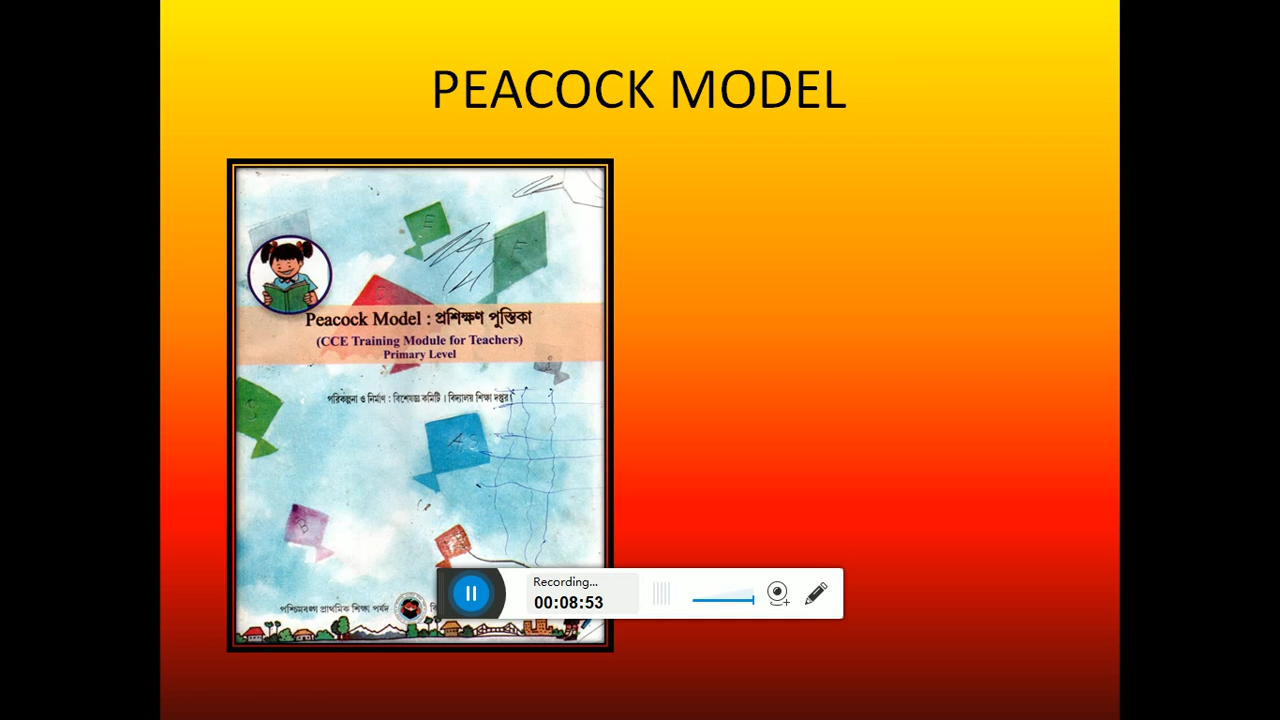 PEACOCK MODEL
Peacock Model : প্রশিক্ষণ পুস্তিকা
(CCE Training Module for Teachers)
Primary Level
পরিকল্পনা ও নির্মাণ : বিশেষজ্ঞ কমিটি । বিদ্যালয় শিক্ষা দপ্তর।
পশ্চিমবঙ্গ প্রাথমিক শিক্ষা পর্ষদ
Recording...
00:08:53